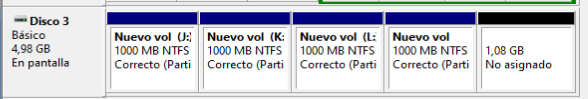 Disco 3
Básico
4,98 GB
En pantalla
Nuevo vol (J:
1000 MB NTFS
Correcto (Parti
Nuevo vol (K:
1000 MB NTFS
Correcto (Parti
Nuevo vol (L:
1000 MB NTFS
Correcto (Parti
Nuevo vol
1000 MB NTFS
Correcto (Parti
1,08 GB
No asignado